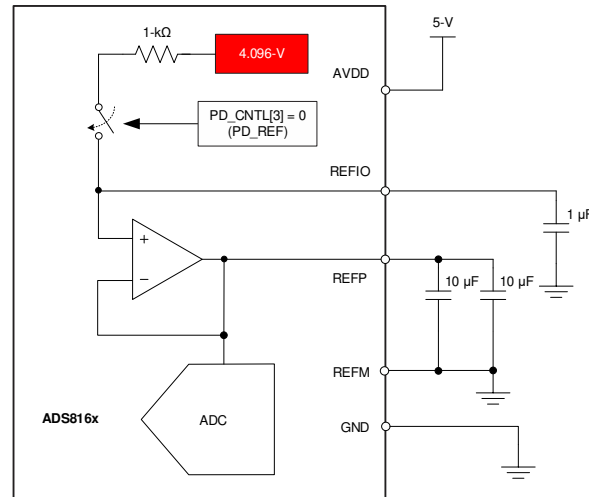 1-kΩ
4.096-V
5-V
AVDD
PD_CNTL[3] = 0
(PD_REF)
REFIO
1 µF
+
−
REFP
10 µF
10 µF
REFM
ADS816x
ADC
GND